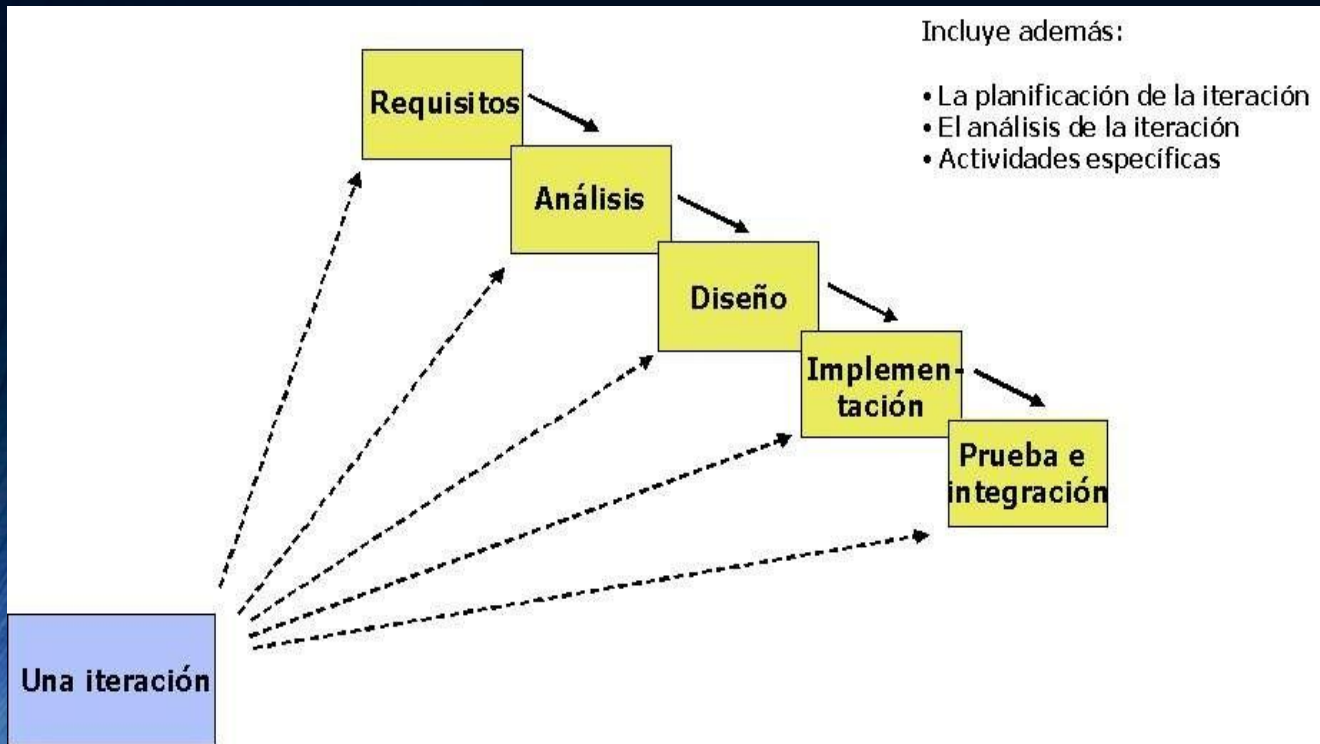 Incluye además:
• La planificación de la iteración
• El análisis de la iteración
• Actividades específicas
Requisitos
Análisis
Diseño
Implemen-
tación
Prueba e
integración
Una iteración